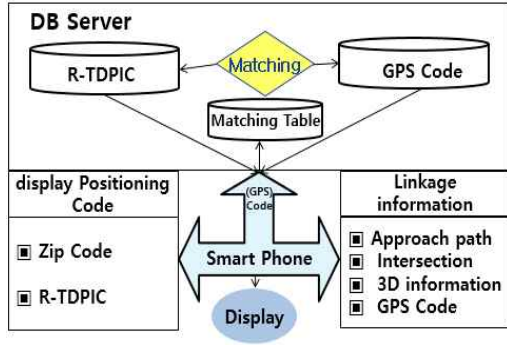 DB Server
R-TDPIC
Matching
GPS Code
Matching Table
display Positioning
Code
Zip Code
R-TDPIC
(GPS)
Code
Smart Phone
Display
Linkage
information
Approach path
Intersection
3D information
GPS Code